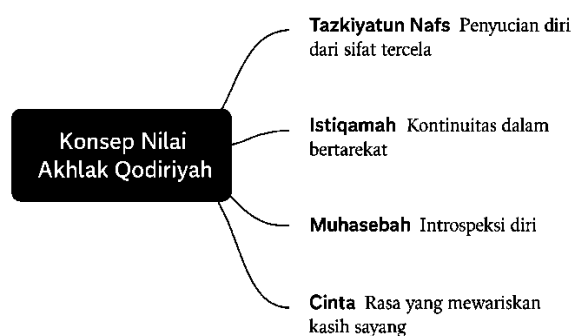 Konsep Nilai
Akhlak Qodiriyah
Tazkiyatun Nafs Penyucian diri
dari sifat tercela
Istiqamah Kontinuitas dalam
bertarekat
Muhasebah Introspeksi diri
Cinta Rasa yang mewariskan
kasih sayang